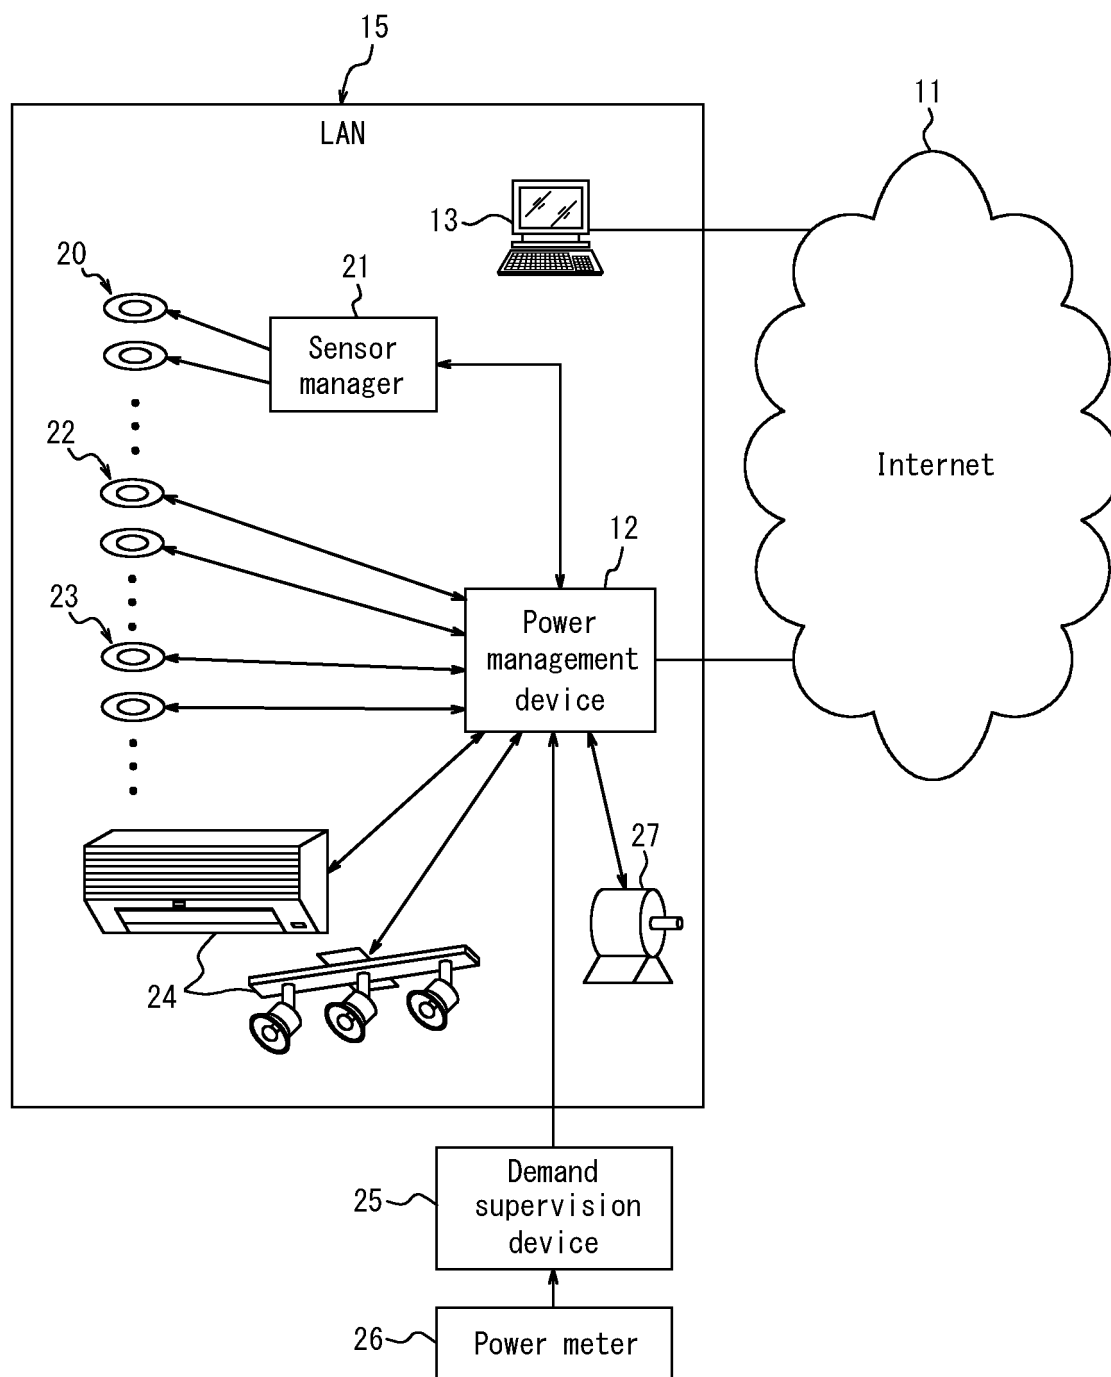 15
LAN
11
13
20
21
Sensor
manager
22
Internet
12
23
Power
management
device
27
24
25
Demand
supervision
device
26
Power meter